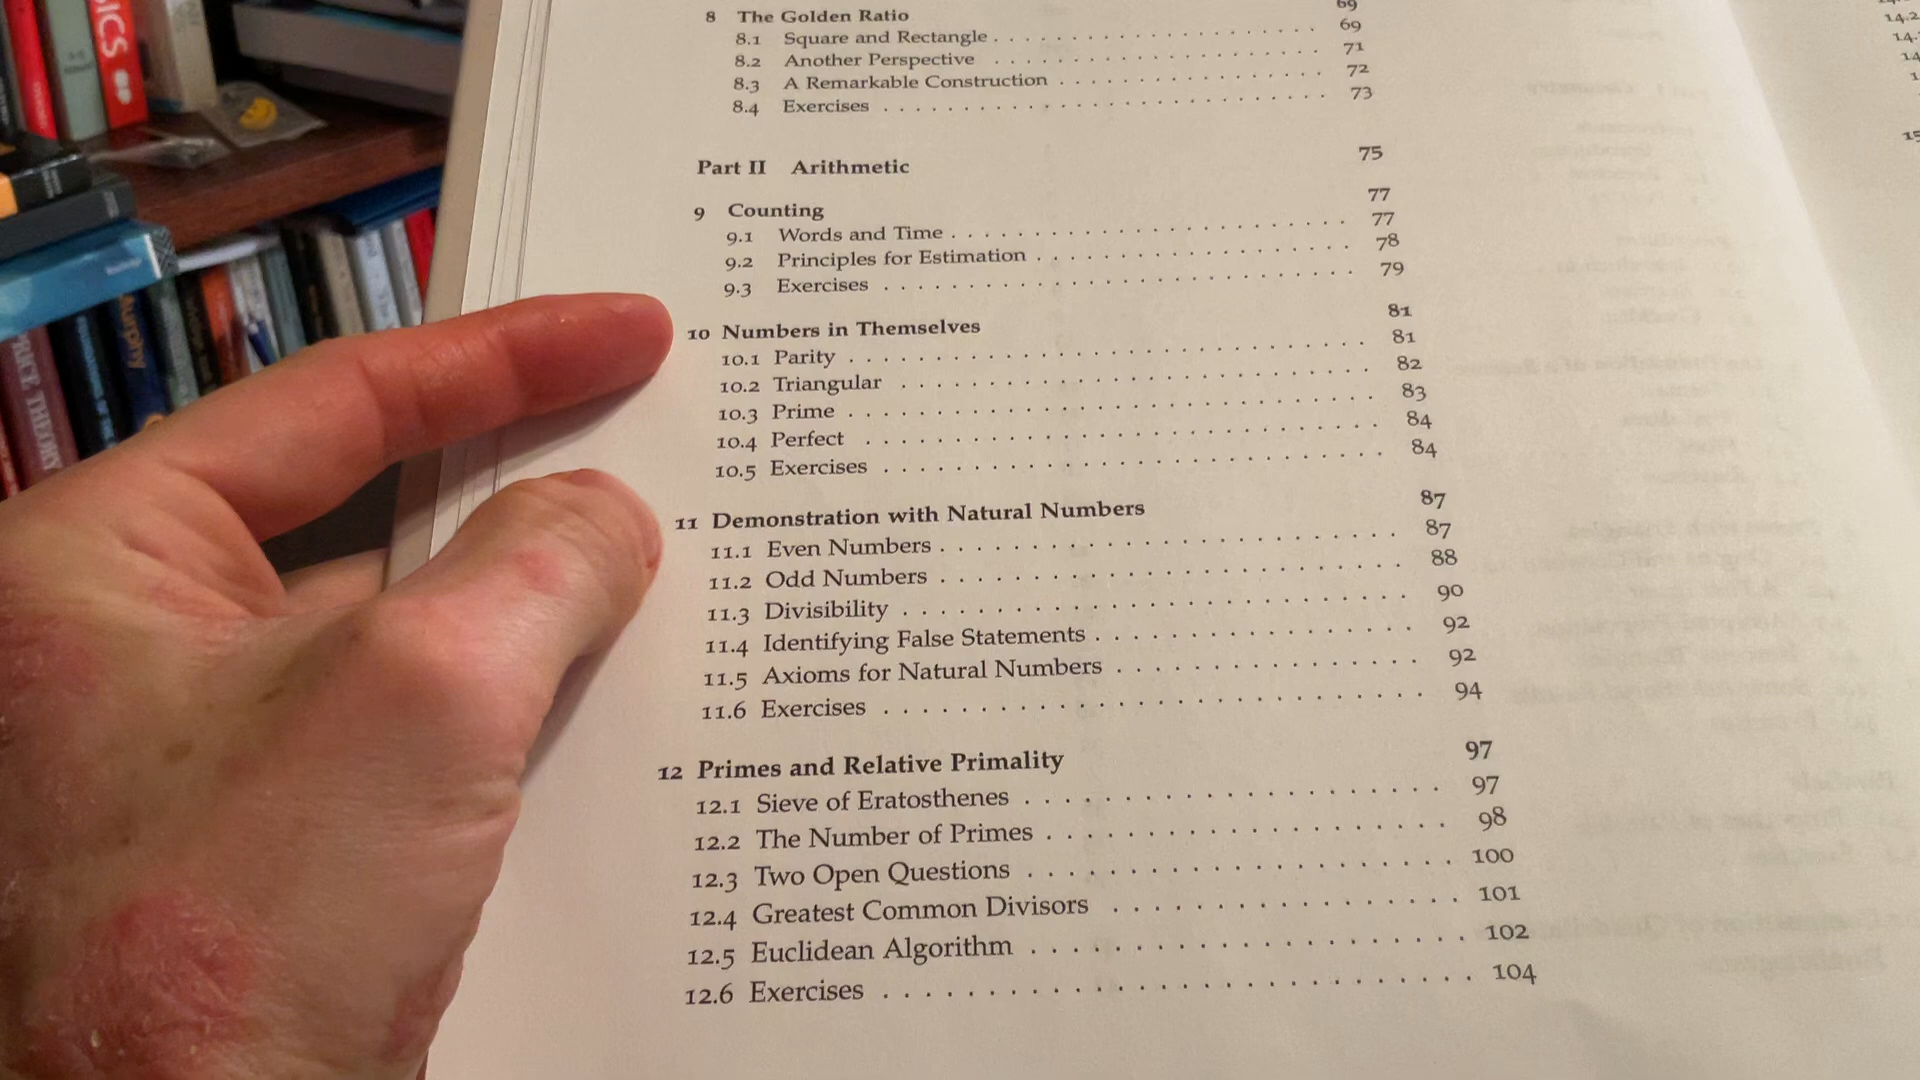 69
8 The Golden Ratio 69
8.1 Square and Rectangle . . . . . . . . . . . . . . . . . . . . 71
8.2 Another Perspective . . . . . . . . . . . . . . . . . . . . 72
8.3 A Remarkable Construction . . . . . . . . . . . . . . . . 73
8.4 Exercises . . . . . . . . . . . . . . . . . . . . . . . . . .
Part II Arithmetic 75
9 Counting 77
9.1 Words and Time . . . . . . . . . . . . . . . . . . . . . . . 77
9.2 Principles for Estimation . . . . . . . . . . . . . . . . . . 78
9.3 Exercises . . . . . . . . . . . . . . . . . . . . . . . . . . 79
10 Numbers in Themselves 81
10.1 Parity . . . . . . . . . . . . . . . . . . . . . . . . . . . . 81
10.2 Triangular . . . . . . . . . . . . . . . . . . . . . . . . . 82
10.3 Prime . . . . . . . . . . . . . . . . . . . . . . . . . . . . 83
10.4 Perfect . . . . . . . . . . . . . . . . . . . . . . . . . . . 84
10.5 Exercises . . . . . . . . . . . . . . . . . . . . . . . . . . 84
11 Demonstration with Natural Numbers 87
11.1 Even Numbers . . . . . . . . . . . . . . . . . . . . . . . 87
11.2 Odd Numbers . . . . . . . . . . . . . . . . . . . . . . . . 88
11.3 Divisibility . . . . . . . . . . . . . . . . . . . . . . . . . 90
11.4 Identifying False Statements . . . . . . . . . . . . . . . . 92
11.5 Axioms for Natural Numbers . . . . . . . . . . . . . . . 92
11.6 Exercises . . . . . . . . . . . . . . . . . . . . . . . . . . 94
12 Primes and Relative Primality 97
12.1 Sieve of Eratosthenes . . . . . . . . . . . . . . . . . . . . 97
12.2 The Number of Primes . . . . . . . . . . . . . . . . . . . 98
12.3 Two Open Questions . . . . . . . . . . . . . . . . . . . . 100
12.4 Greatest Common Divisors . . . . . . . . . . . . . . . . 101
12.5 Euclidean Algorithm . . . . . . . . . . . . . . . . . . . . 102
12.6 Exercises . . . . . . . . . . . . . . . . . . . . . . . . . . 104
14.2
PRICE THEORY